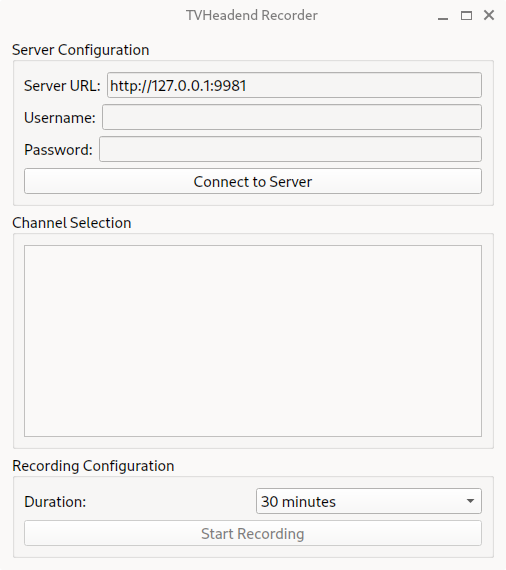 TVHeadend Recorder
Server Configuration
Server URL: http://127.0.0.1:9981
Username:
Password:
Connect to Server
Channel Selection
Recording Configuration
Duration: 30 minutes
Start Recording